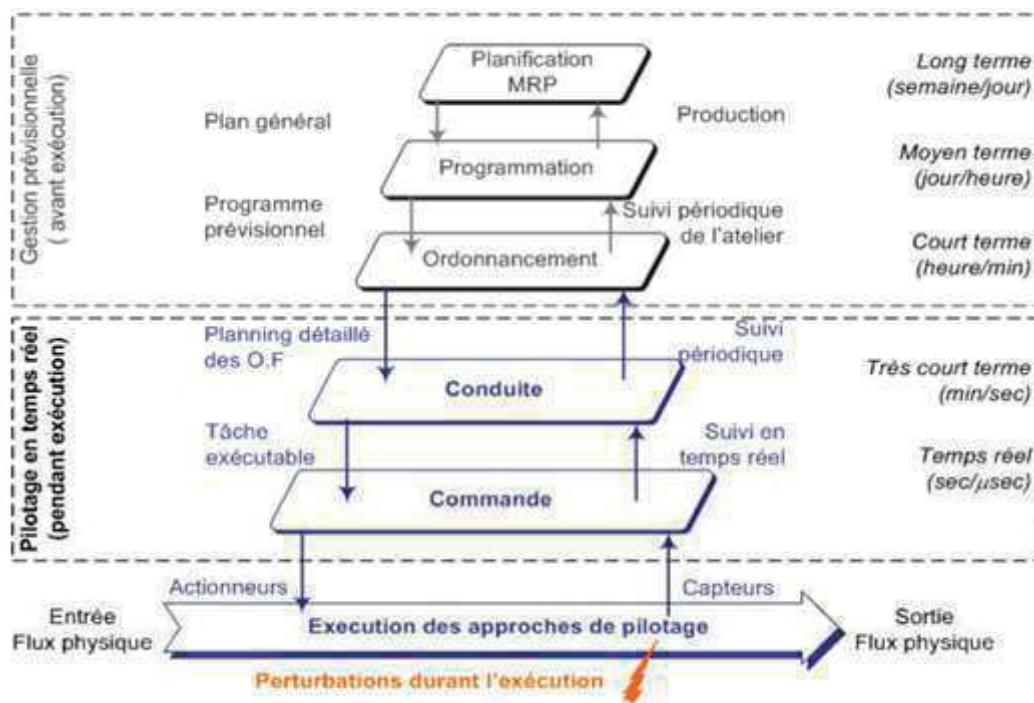 Gestion prévisionnelle
( avant exécution)
Planification
MRP
Long terme
(semaine/jour)
Plan général
Production
Programmation
Moyen terme
(jour/heure)
Programme
prévisionnel
Suivi périodique
de l'atelier
Ordonnancement
Court terme
(heure/min)
Pilotage en temps réel
(pendant exécution)
Planning détaillé
des O.F
Suivi
périodique
Conduite
Très court terme
(min/sec)
Tâche
exécutable
Suivi en
temps réel
Commande
Temps réel
(sec/µsec)
Actionneurs
Capteurs
Entrée
Flux physique
Execution des approches de pilotage
Sortie
Flux physique
Perturbations durant l'exécution